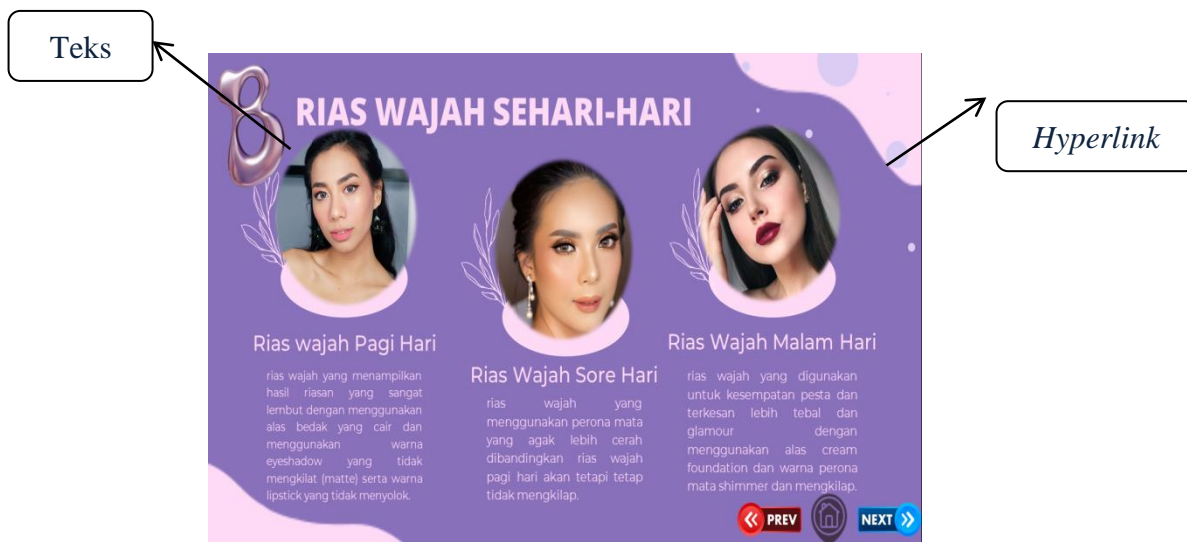 Teks
Hyperlink
B
RIAS WAJAH SEHARI-HARI
Rias wajah Pagi Hari
rias wajah yang menampilkan
hasil riasan yang sangat
lembut dengan menggunakan
alas bedak yang cair dan
menggunakan warna
eyeshadow yang tidak
mengkilat (matte) serta warna
lipstick yang tidak menyolok.
Rias Wajah Sore Hari
rias wajah yang
menggunakan perona mata
yang agak lebih cerah
dibandingkan rias wajah
pagi hari akan tetapi tetap
tidak mengkilap.
Rias Wajah Malam Hari
rias wajah yang digunakan
untuk kesempatan pesta dan
terkesan lebih tebal dan
glamour dengan
menggunakan alas cream
foundation dan warna perona
mata shimmer dan mengkilap.
PREV
NEXT